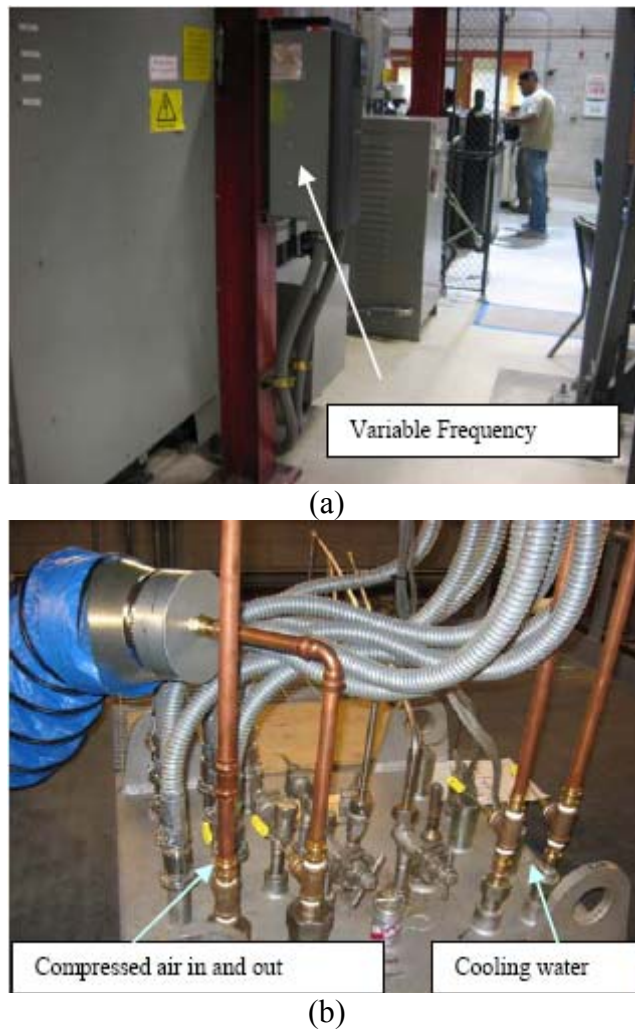 Variable Frequency
(a)
Compressed air in and out
Cooling water
(b)